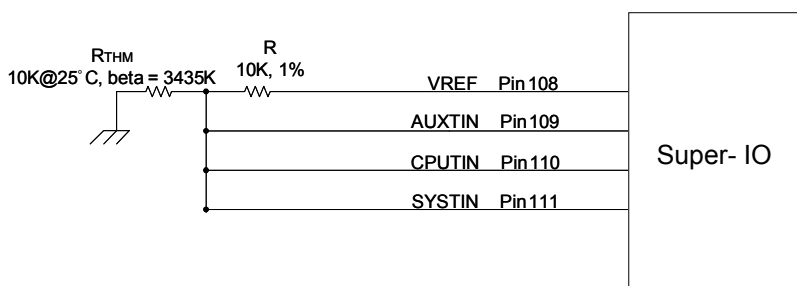 RTHM
10K@25°C, beta = 3435K
R
10K, 1%
VREF Pin 108
AUXTIN Pin 109
CPUTIN Pin 110
SYSTIN Pin 111
Super- IO